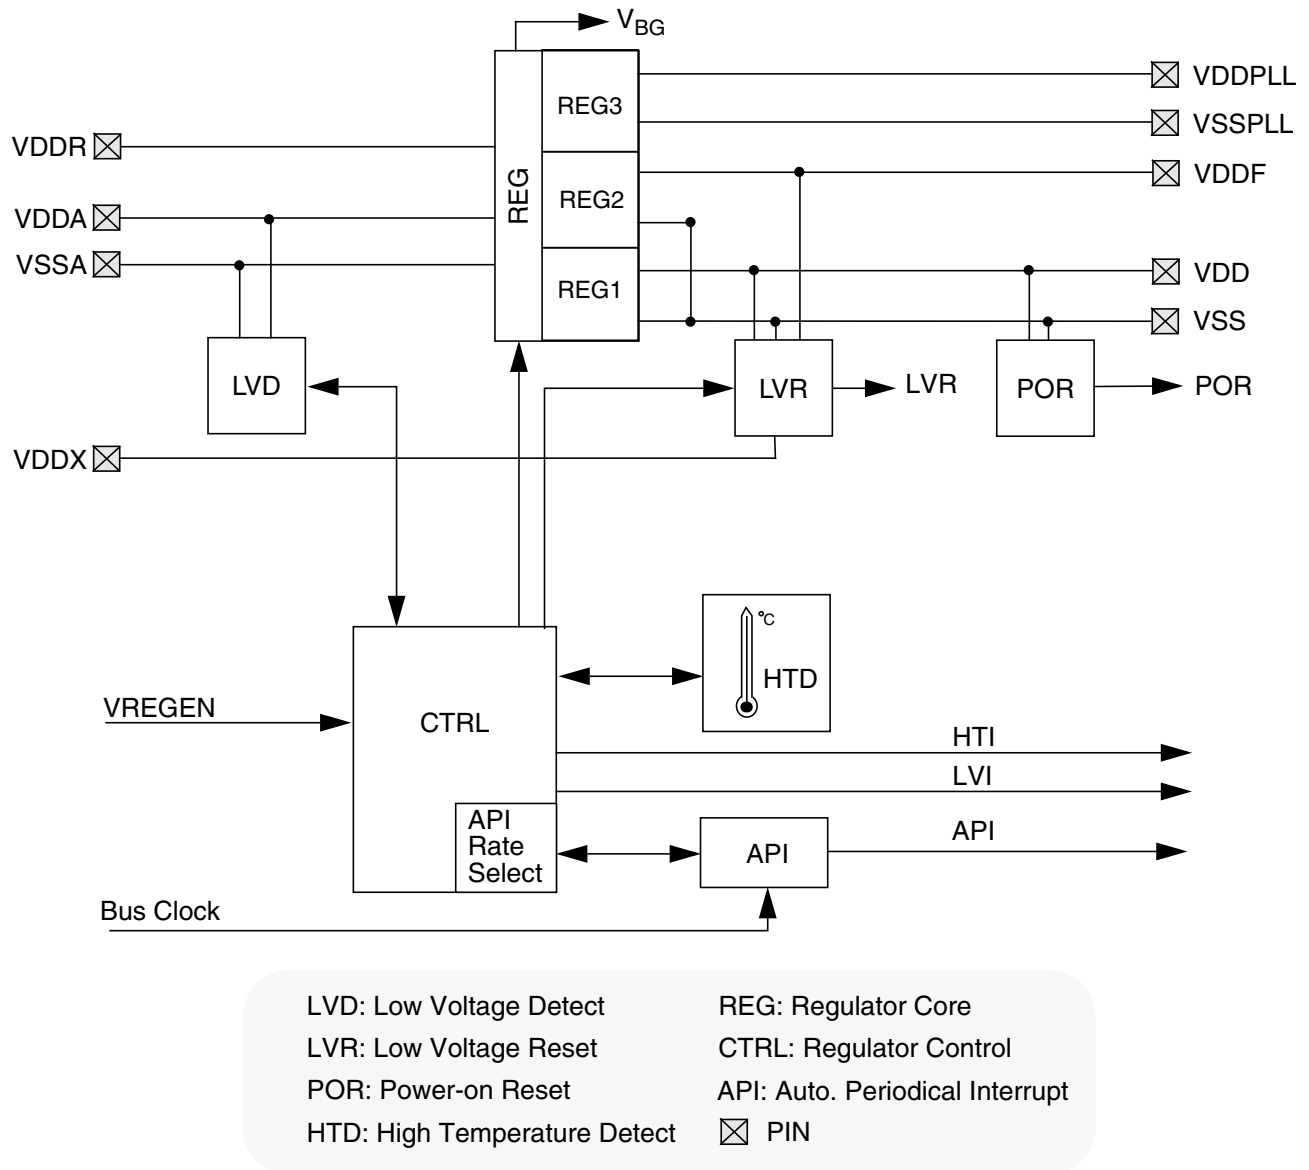 VBG
VDDPLL
REG3
VSSPLL
VDDR
VDDF
REG
REG2
VDDA
VSSA
VDD
REG1
VSS
LVD
LVR
LVR
POR
POR
VDDX
°C
HTD
VREGEN
CTRL
HTI
LVI
API
Rate
Select
API
API
Bus Clock
LVD: Low Voltage Detect
REG: Regulator Core
LVR: Low Voltage Reset
CTRL: Regulator Control
POR: Power-on Reset
API: Auto. Periodical Interrupt
HTD: High Temperature Detect
PIN